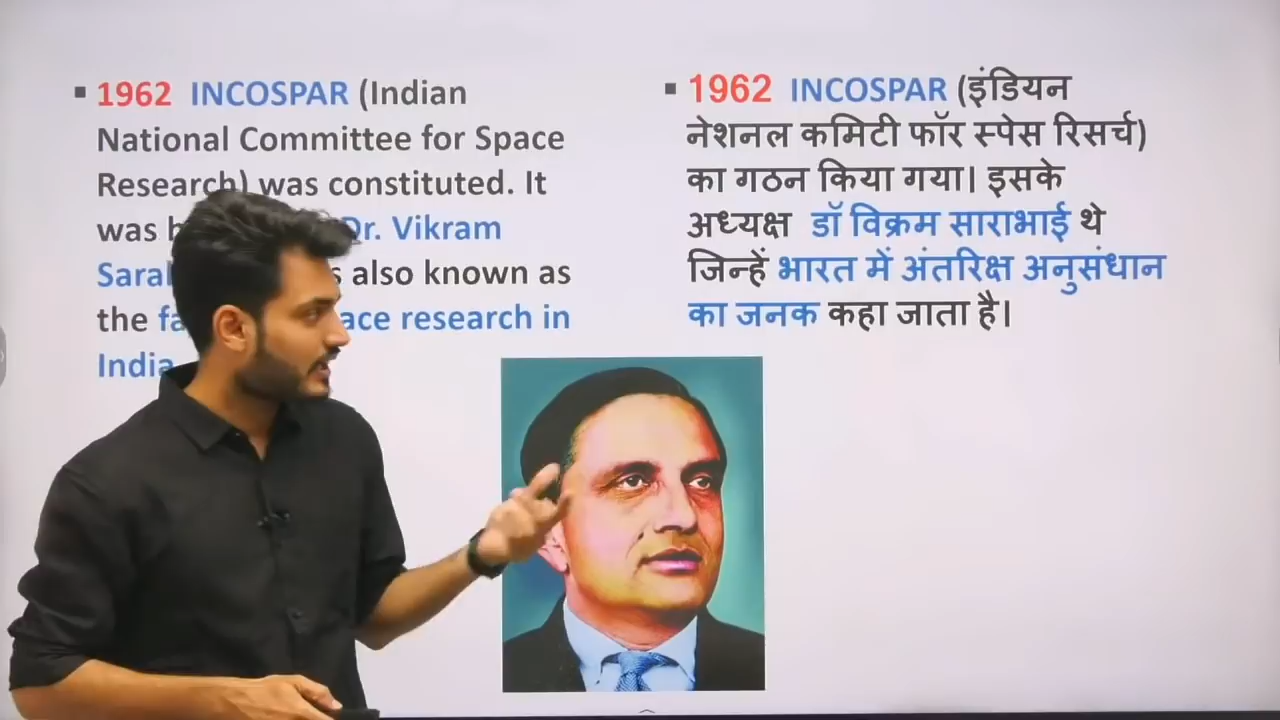 ▪ 1962 INCOSPAR (Indian
National Committee for Space
Research) was constituted. It
was Dr. Vikram
also known as
the space research in
India
▪ 1962 INCOSPAR (इंडियन
नेशनल कमिटी फॉर स्पेस रिसर्च)
का गठन किया गया। इसके
अध्यक्ष डॉ विक्रम साराभाई थे
जिन्हें भारत में अंतरिक्ष अनुसंधान
का जनक कहा जाता है।